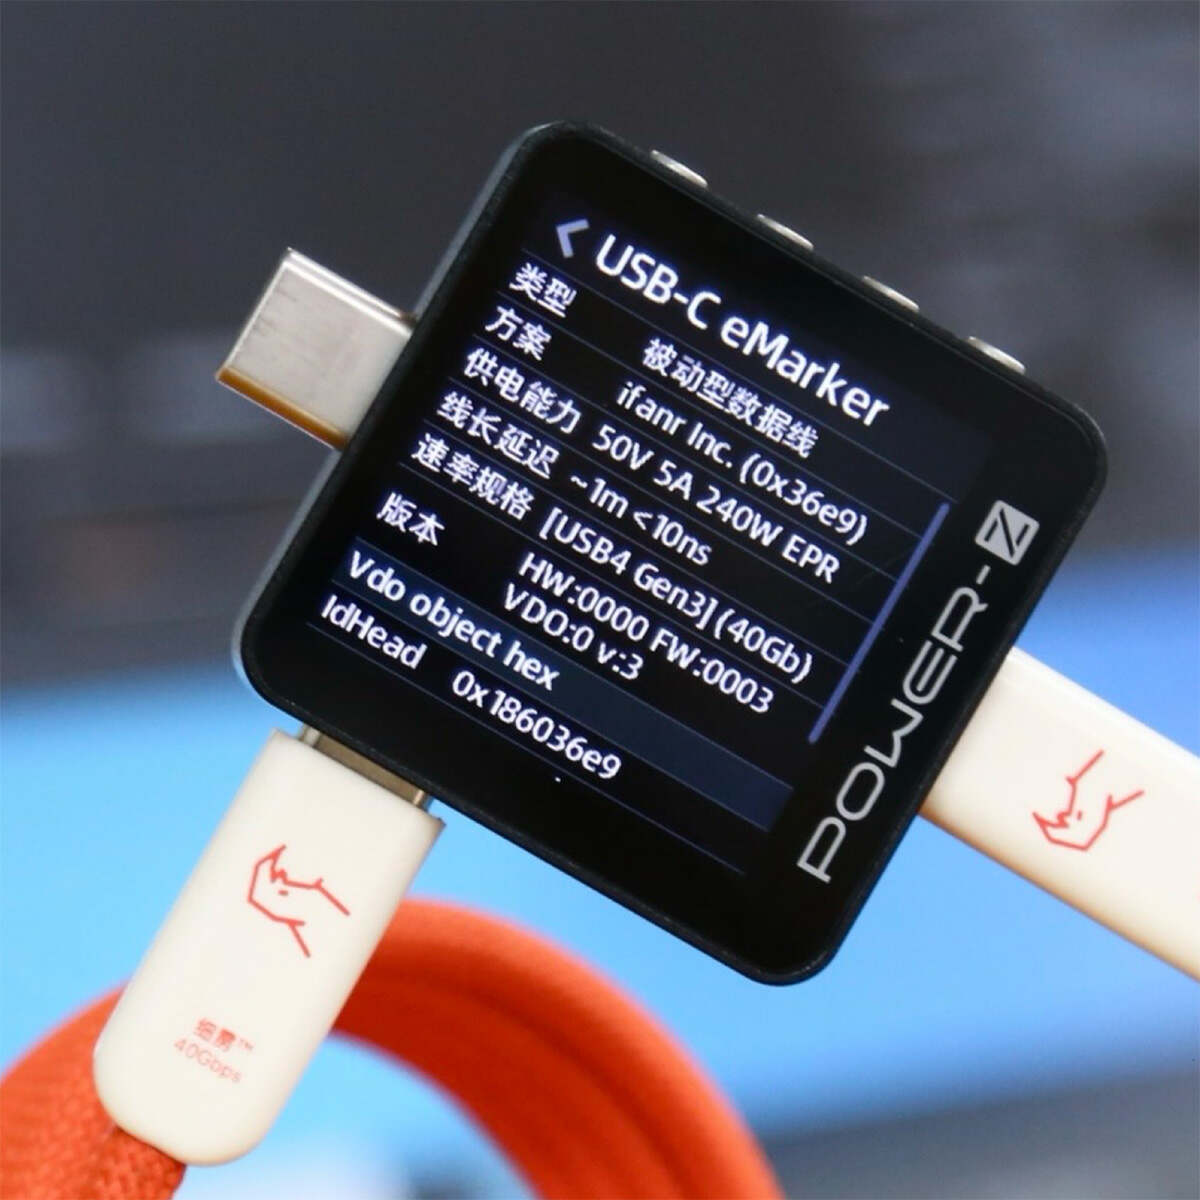 USB-C eMarker
类型 被动型数据线
方案 ifanr Inc. (0x36e9)
供电能力 50V 5A 240W EPR
线长延迟 ~1m <10ns
速率规格 [USB4 Gen3] (40Gb)
版本 HW:0000 FW:0003
VDO:0 v:3
Vdo object hex
IdHead 0x186036e9
POWER-Z
40Gbps